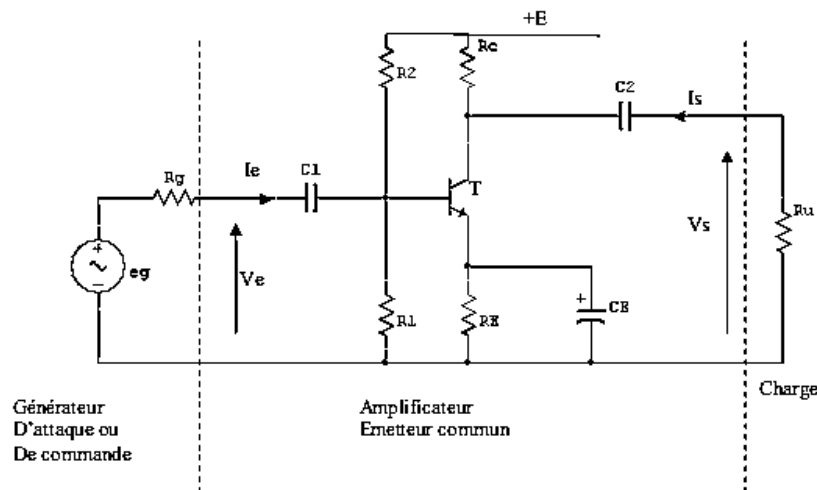 +E
Rc
R2
C2
Is
Ie
C1
Rg
T
Ru
Vs
eg
Ve
R1
RE
CE
Charge
Générateur
D'attaque ou
De commande
Amplificateur
Emetteur commun